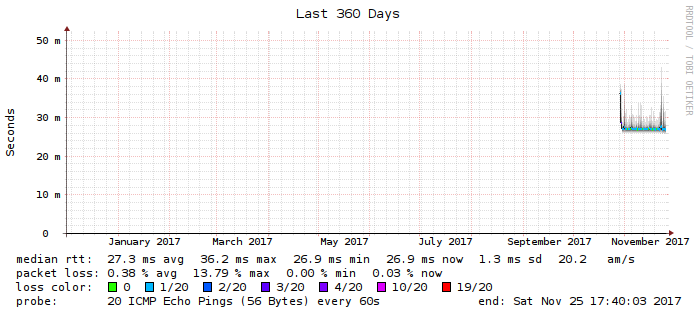 Last 360 Days
RRDTOOL / TOBI OETIKER
Seconds
50 m
40 m
30 m
20 m
10 m
0
January 2017 March 2017 May 2017 July 2017 September 2017 November 2017
median rtt: 27.3 ms avg 36.2 ms max 26.9 ms min 26.9 ms now 1.3 ms sd 20.2 am/s
packet loss: 0.38 % avg 13.79 % max 0.00 % min 0.03 % now
loss color: 0 1/20 2/20 3/20 4/20 10/20 19/20
probe: 20 ICMP Echo Pings (56 Bytes) every 60s end: Sat Nov 25 17:40:03 2017